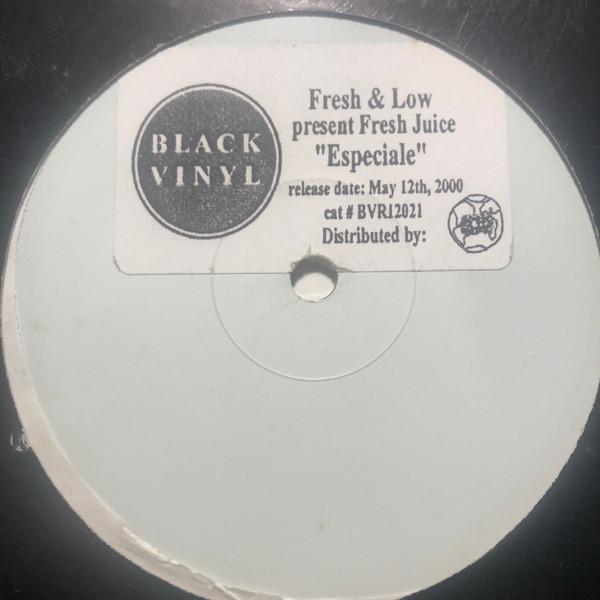 BLACK
VINYL
Fresh & Low
present Fresh Juice
"Especiale"
release date: May 12th, 2000
cat # BVR12021
Distributed by: